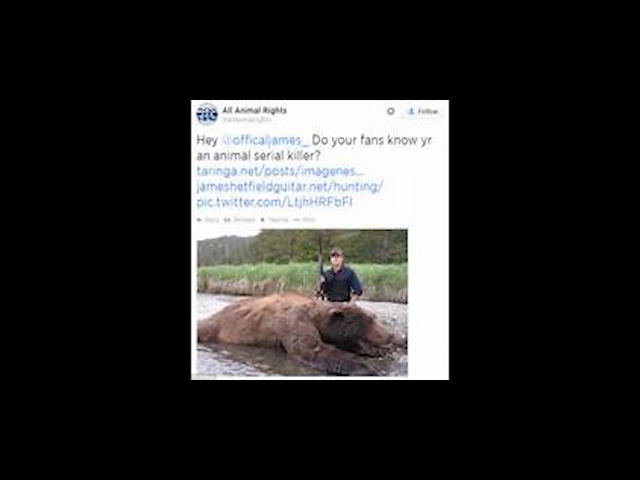 All Animal Rights
Follow
Hey @officaljames_ Do your fans know yr
an animal serial killer?
taringa.net/posts/imagenes...
jameshetfieldguitar.net/hunting/
pic.twitter.com/LtjhHRFbFI